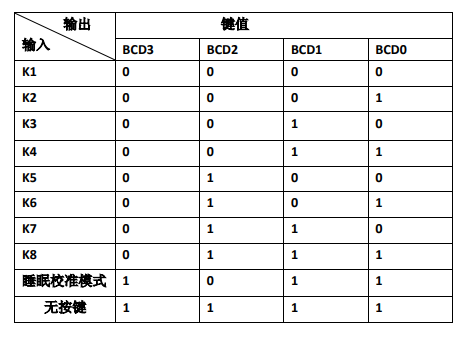 输出 键值
输入 BCD3 BCD2 BCD1 BCD0
K1 0 0 0 0
K2 0 0 0 1
K3 0 0 1 0
K4 0 0 1 1
K5 0 1 0 0
K6 0 1 0 1
K7 0 1 1 0
K8 0 1 1 1
睡眠校准模式 1 0 1 1
无按键 1 1 1 1